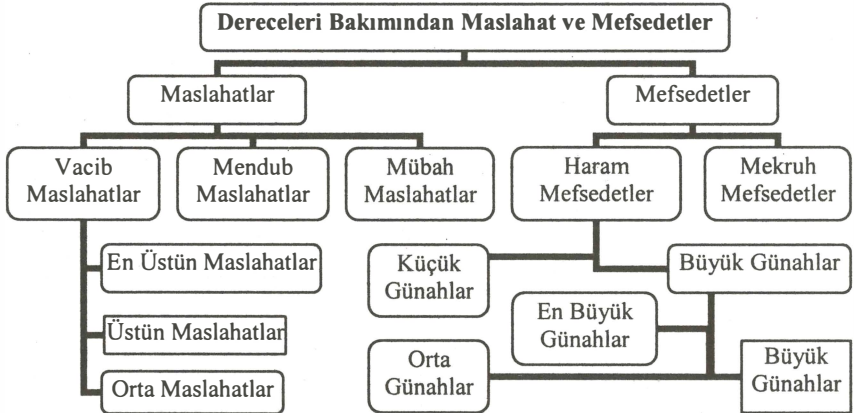 Dereceleri Bakımından Maslahat ve Mefsedetler
Maslahatlar
Mefsedetler
Vacib
Maslahatlar
Mendub
Maslahatlar
Mübah
Maslahatlar
Haram
Mefsedetler
Mekruh
Mefsedetler
En Üstün Maslahatlar
Üstün Maslahatlar
Orta Maslahatlar
Küçük
Günahlar
Büyük Günahlar
En Büyük
Günahlar
Orta
Günahlar
Büyük
Günahlar